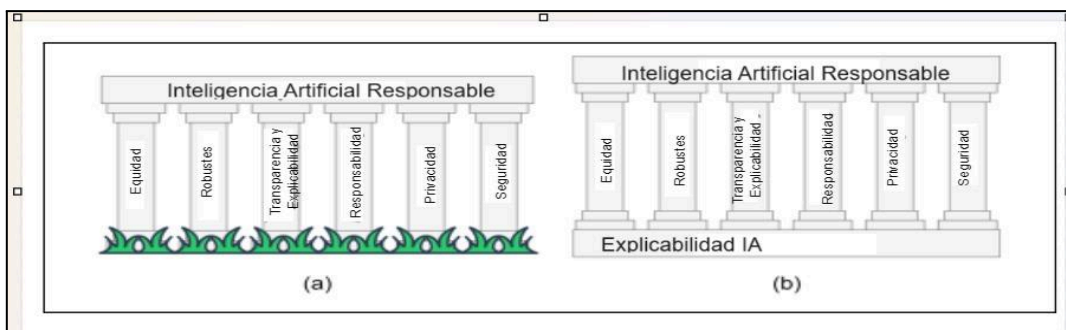 Inteligencia Artificial Responsable
Equidad
Robustes
Transparencia y
Explicabilidad
Responsabilidad
Privacidad
Seguridad
(a)
Inteligencia Artificial Responsable
Equidad
Robustes
Transparencia y
Explicabilidad
Responsabilidad
Privacidad
Seguridad
Explicabilidad IA
(b)